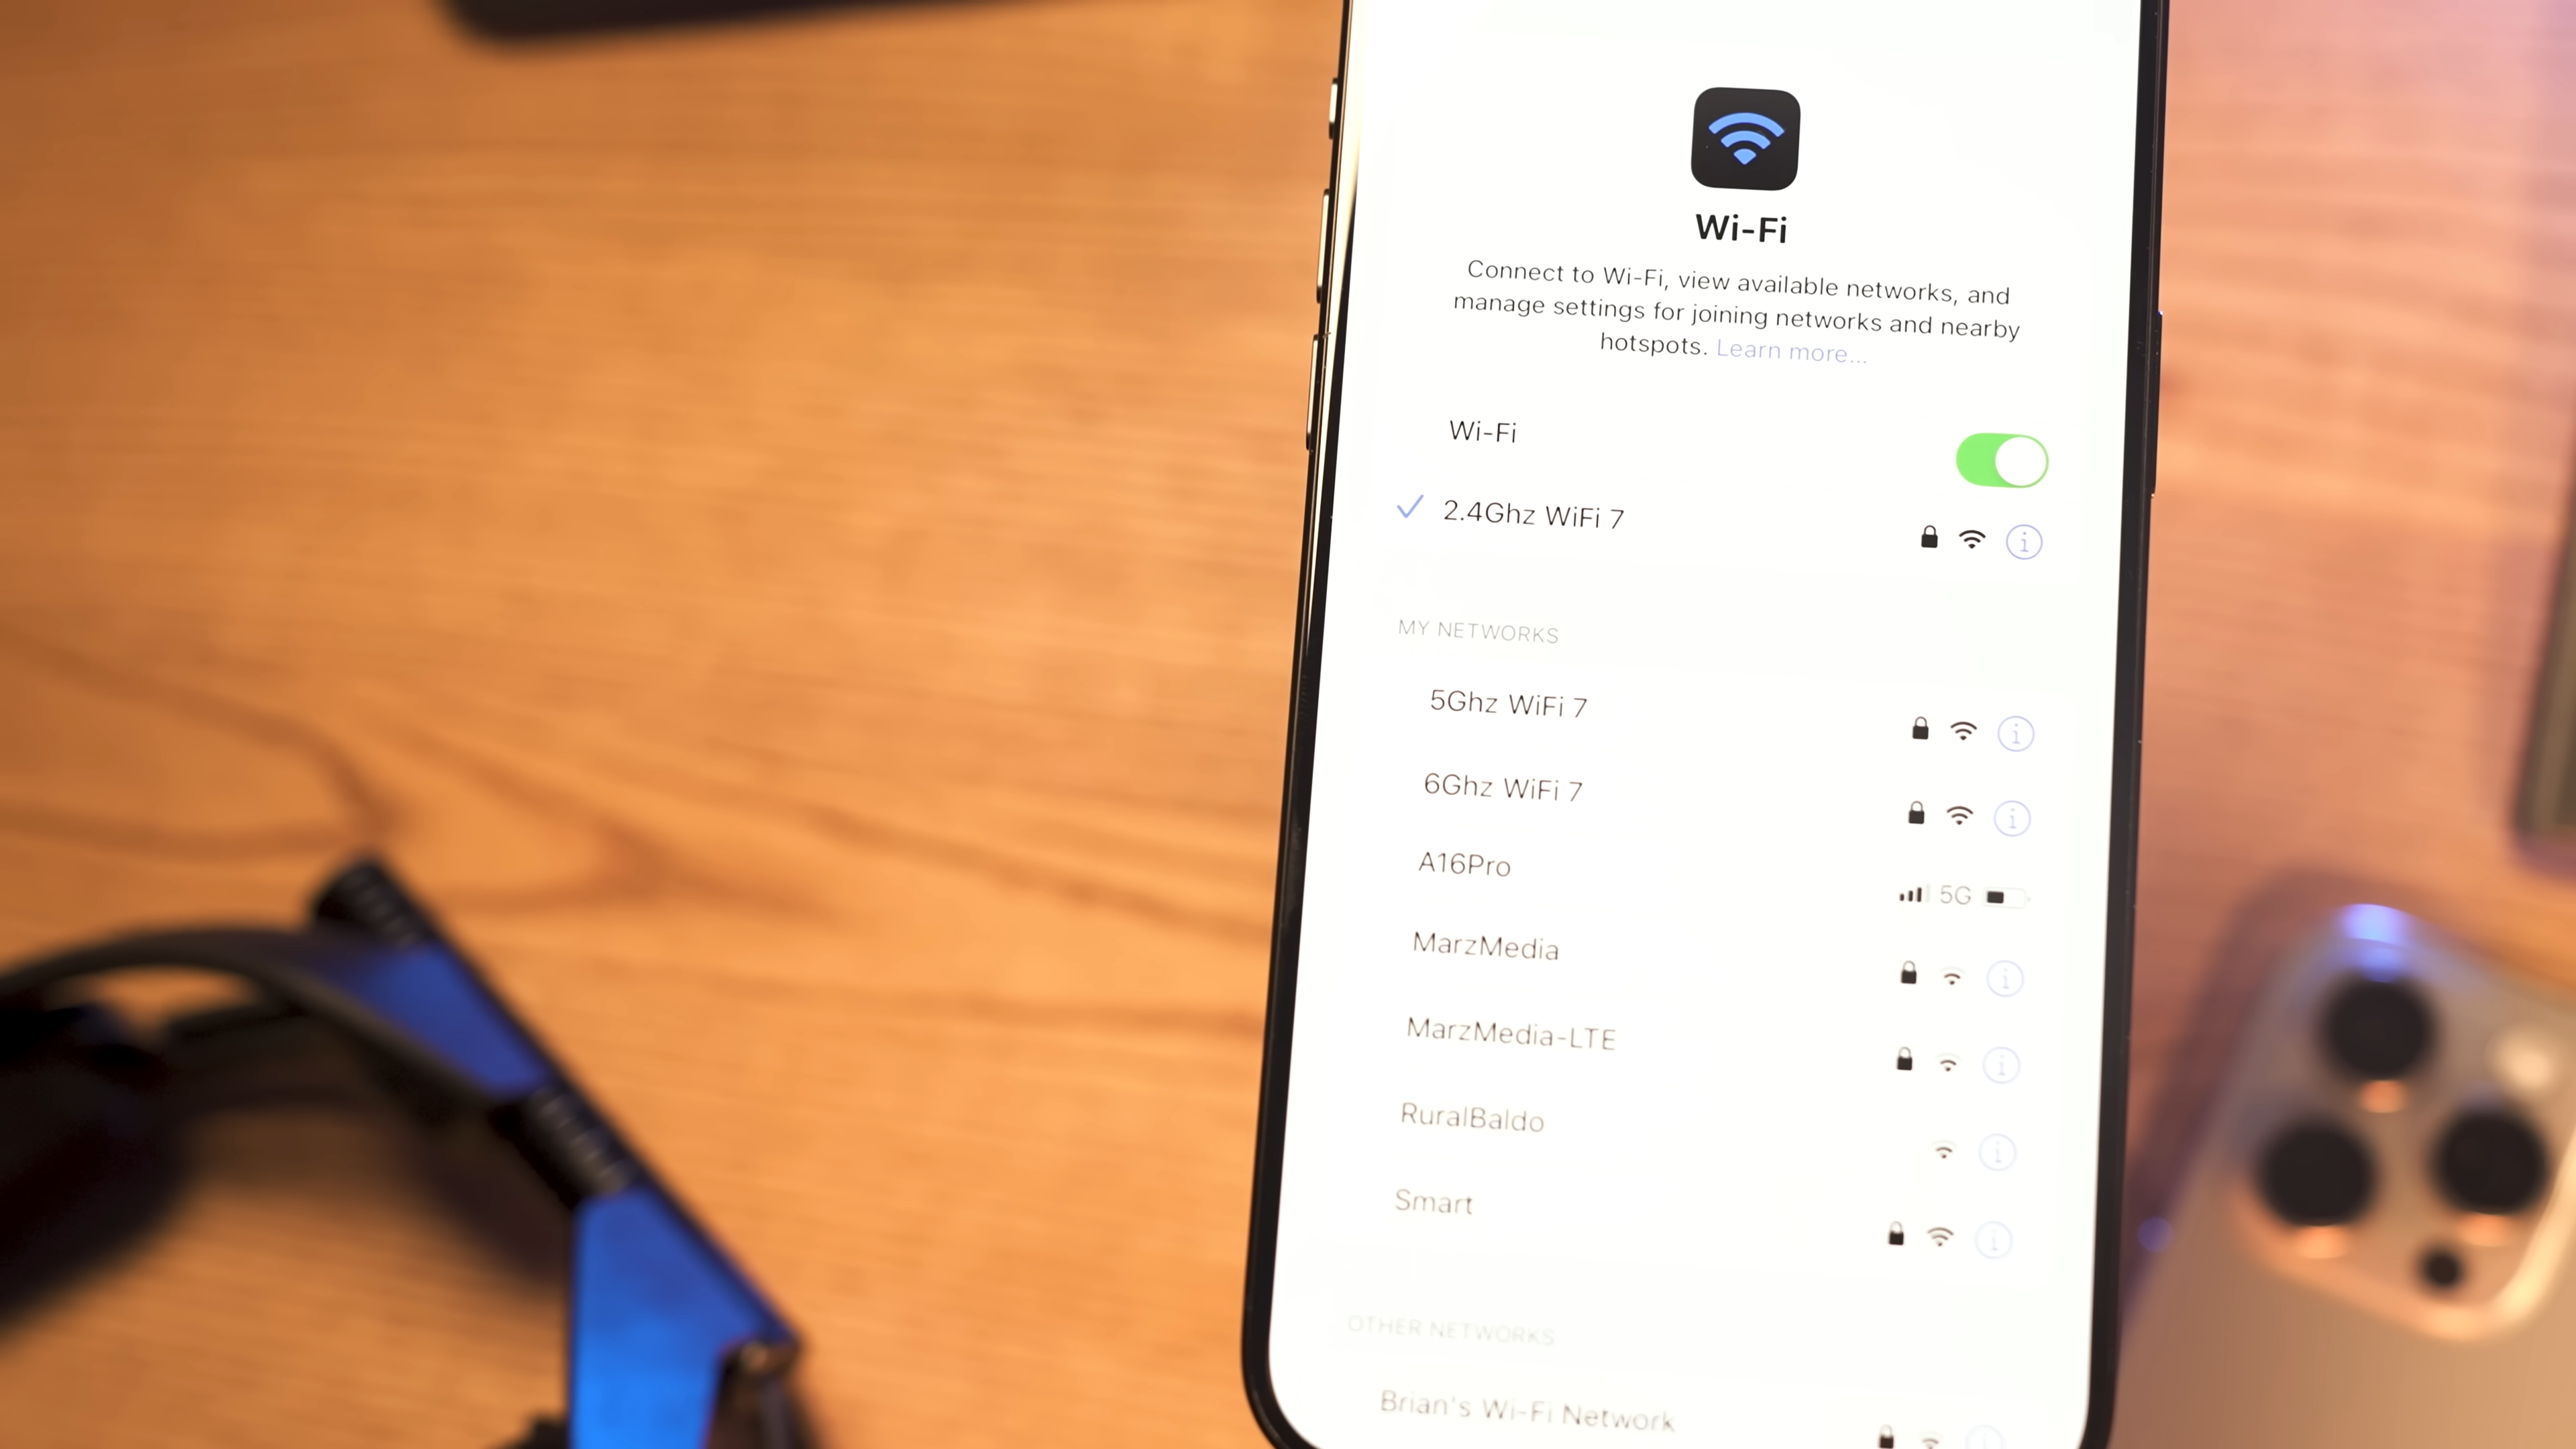 Wi-Fi
Connect to Wi-Fi, view available networks, and
manage settings for joining networks and nearby
hotspots. Learn more...
Wi-Fi
2.4Ghz WiFi 7
MY NETWORKS
5Ghz WiFi 7
6Ghz WiFi 7
A16Pro 5G
MarzMedia
MarzMedia-LTE
RuralBaldo
Smart
OTHER NETWORKS
Brian's Wi-Fi Network